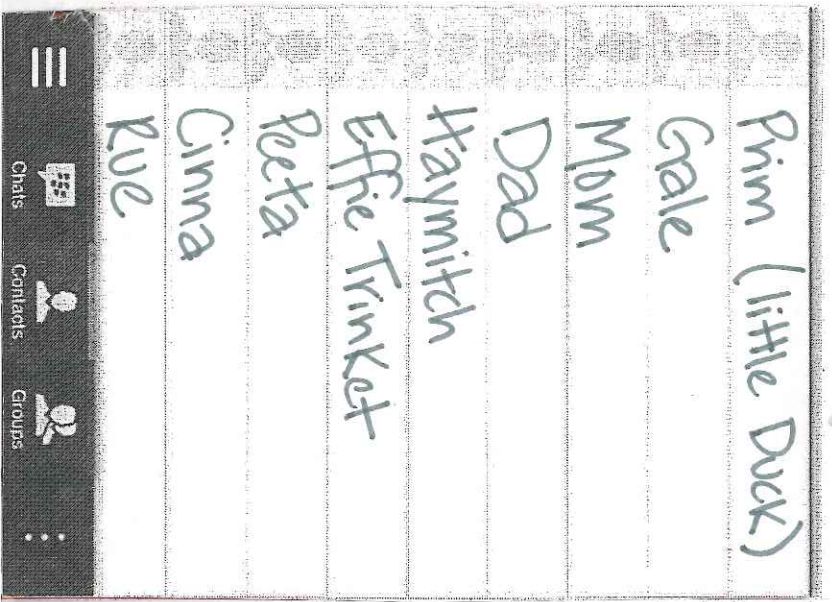 Prim (little Duck)
Gale
Mom
Dad
Haymitch
Effie Trinket
Peeta
Cinna
Rue
Chats
Contacts
Groups